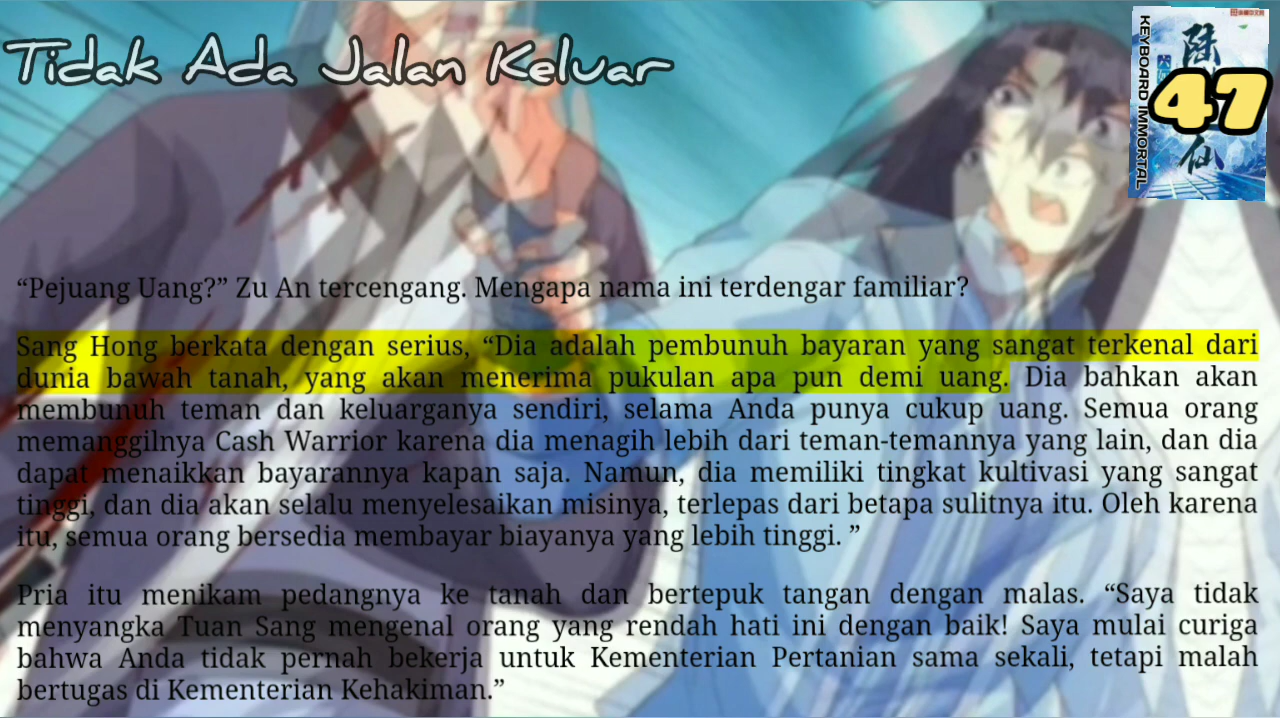 Tidak Ada Jalan Keluar
KEYBOARD IMMORTAL
47
“Pejuang Uang?” Zu An tercengang. Mengapa nama ini terdengar familiar?
Sang Hong berkata dengan serius, “Dia adalah pembunuh bayaran yang sangat terkenal dari
dunia bawah tanah, yang akan menerima pukulan apa pun demi uang. Dia bahkan akan
membunuh teman dan keluarganya sendiri, selama Anda punya cukup uang. Semua orang
memanggilnya Cash Warrior karena dia menagih lebih dari teman-temannya yang lain, dan dia
dapat menaikkan bayarannya kapan saja. Namun, dia memiliki tingkat kultivasi yang sangat
tinggi, dan dia akan selalu menyelesaikan misinya, terlepas dari betapa sulitnya itu. Oleh karena
itu, semua orang bersedia membayar biayanya yang lebih tinggi. ”
Pria itu menikam pedangnya ke tanah dan bertepuk tangan dengan malas. “Saya tidak
menyangka Tuan Sang mengenal orang yang rendah hati ini dengan baik! Saya mulai curiga
bahwa Anda tidak pernah bekerja untuk Kementerian Pertanian sama sekali, tetapi malah
bertugas di Kementerian Kehakiman.”